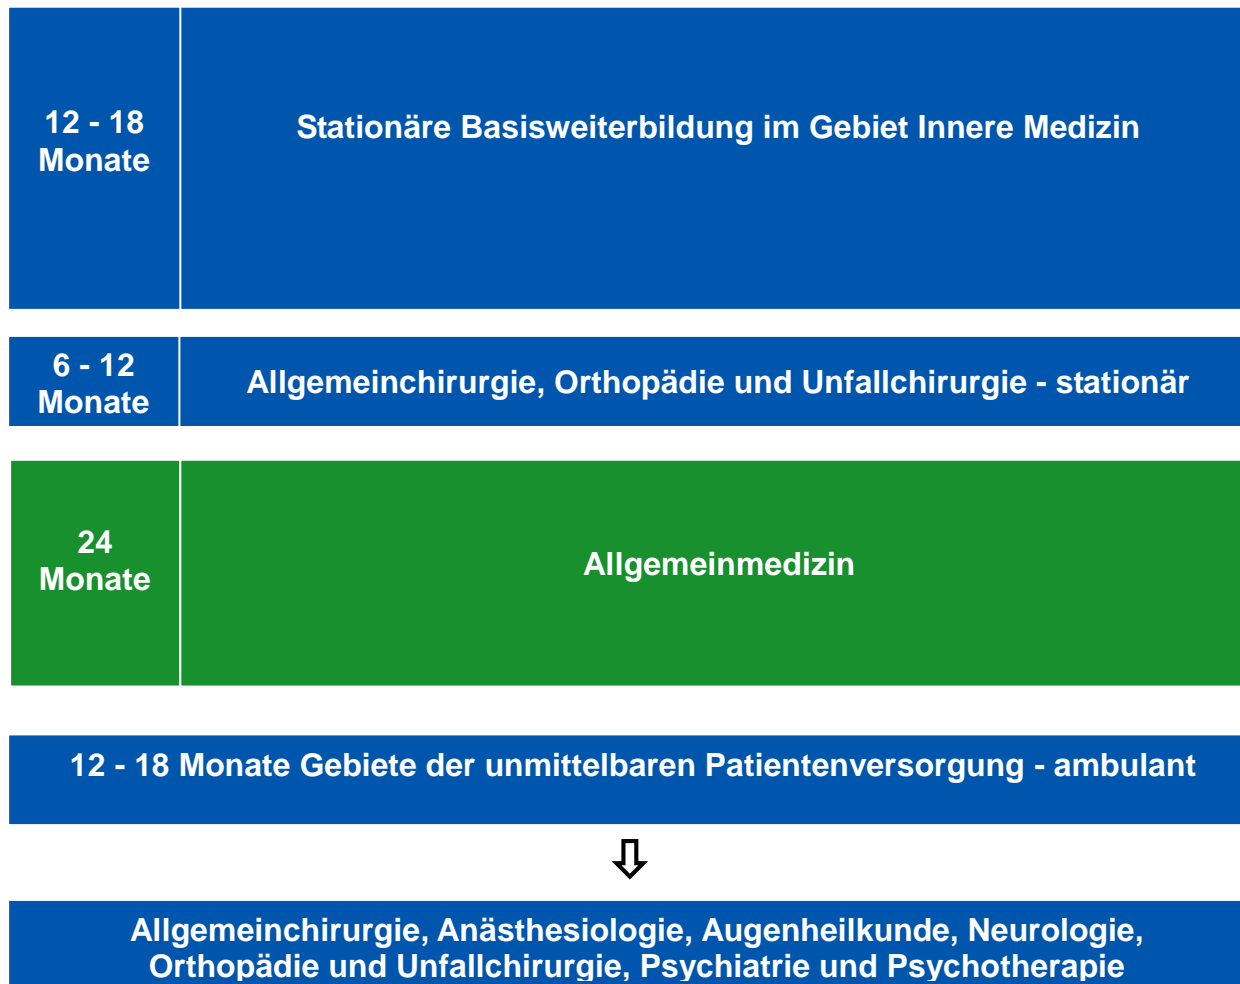 12 - 18
Monate
Stationäre Basisweiterbildung im Gebiet Innere Medizin
6 - 12
Monate
Allgemeinchirurgie, Orthopädie und Unfallchirurgie - stationär
24
Monate
Allgemeinmedizin
12 - 18 Monate Gebiete der unmittelbaren Patientenversorgung - ambulant
Allgemeinchirurgie, Anästhesiologie, Augenheilkunde, Neurologie,
Orthopädie und Unfallchirurgie, Psychiatrie und Psychotherapie